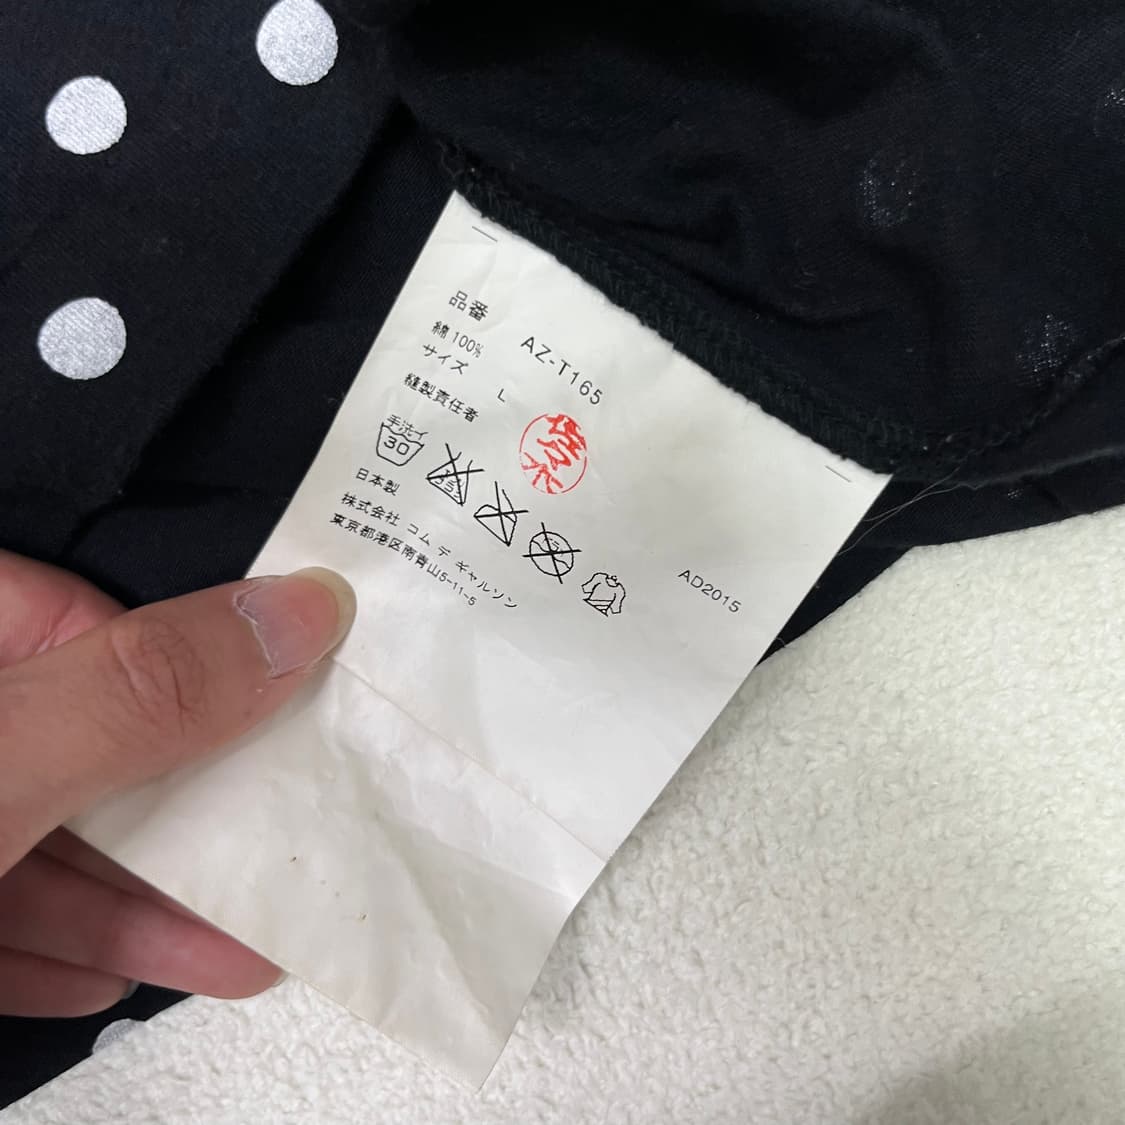 品番 AZ-T165
綿 100%
サイズ L
縫製責任者
手洗イ
30
日本製
株式会社 コム デ ギャルソン
東京都港区南青山5-11-5
AD2015